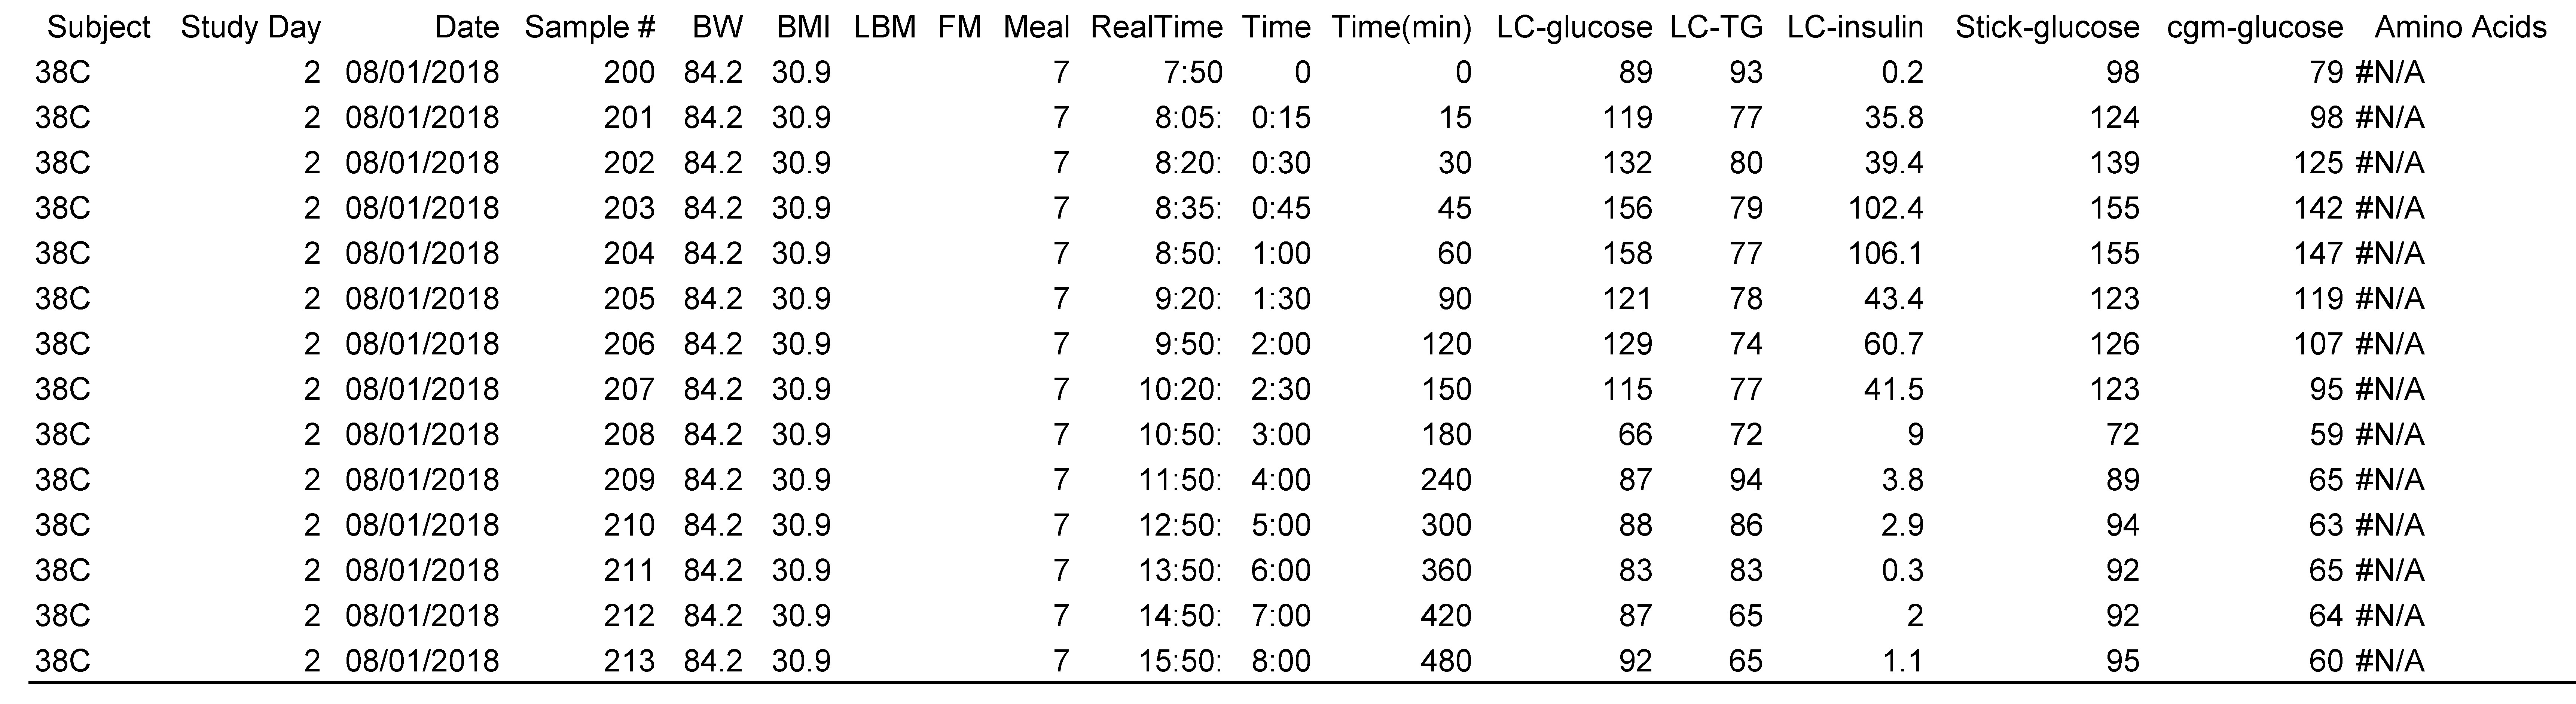 Subject Study Day Date Sample # BW BMI LBM FM Meal RealTime Time Time(min) LC-glucose LC-TG LC-insulin Stick-glucose cgm-glucose Amino Acids
38C 2 08/01/2018 200 84.2 30.9 7 7:50 0 0 89 93 0.2 98 79 #N/A
38C 2 08/01/2018 201 84.2 30.9 7 8:05: 0:15 15 119 77 35.8 124 98 #N/A
38C 2 08/01/2018 202 84.2 30.9 7 8:20: 0:30 30 132 80 39.4 139 125 #N/A
38C 2 08/01/2018 203 84.2 30.9 7 8:35: 0:45 45 156 79 102.4 155 142 #N/A
38C 2 08/01/2018 204 84.2 30.9 7 8:50: 1:00 60 158 77 106.1 155 147 #N/A
38C 2 08/01/2018 205 84.2 30.9 7 9:20: 1:30 90 121 78 43.4 123 119 #N/A
38C 2 08/01/2018 206 84.2 30.9 7 9:50: 2:00 120 129 74 60.7 126 107 #N/A
38C 2 08/01/2018 207 84.2 30.9 7 10:20: 2:30 150 115 77 41.5 123 95 #N/A
38C 2 08/01/2018 208 84.2 30.9 7 10:50: 3:00 180 66 72 9 72 59 #N/A
38C 2 08/01/2018 209 84.2 30.9 7 11:50: 4:00 240 87 94 3.8 89 65 #N/A
38C 2 08/01/2018 210 84.2 30.9 7 12:50: 5:00 300 88 86 2.9 94 63 #N/A
38C 2 08/01/2018 211 84.2 30.9 7 13:50: 6:00 360 83 83 0.3 92 65 #N/A
38C 2 08/01/2018 212 84.2 30.9 7 14:50: 7:00 420 87 65 2 92 64 #N/A
38C 2 08/01/2018 213 84.2 30.9 7 15:50: 8:00 480 92 65 1.1 95 60 #N/A